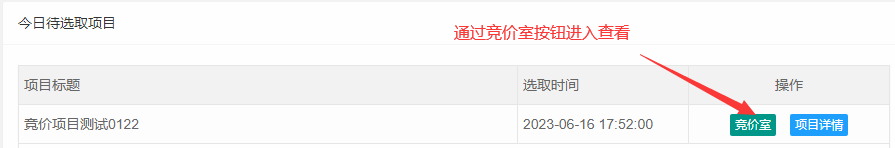 今日待选取项目
通过竞价室按钮进入查看
项目标题 选取时间 操作
竞价项目测试0122 2023-06-16 17:52:00 竞价室 项目详情